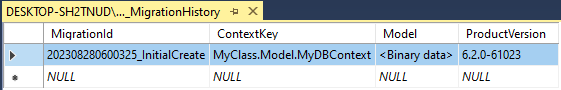 DESKTOP-SH2TNUD\..._MigrationHistory
MigrationId ContextKey Model ProductVersion
202308280600325_InitialCreate MyClass.Model.MyDBContext <Binary data> 6.2.0-61023
NULL NULL NULL NULL